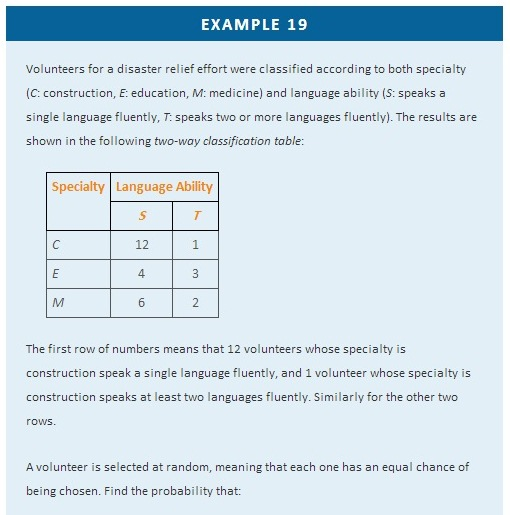 EXAMPLE 19
Volunteers for a disaster relief effort were classified according to both specialty
(C: construction, E: education, M: medicine) and language ability (S: speaks a
single language fluently, T: speaks two or more languages fluently). The results are
shown in the following two-way classification table:
Specialty Language Ability
S T
C 12 1
E 4 3
M 6 2
The first row of numbers means that 12 volunteers whose specialty is
construction speak a single language fluently, and 1 volunteer whose specialty is
construction speaks at least two languages fluently. Similarly for the other two
rows.
A volunteer is selected at random, meaning that each one has an equal chance of
being chosen. Find the probability that: